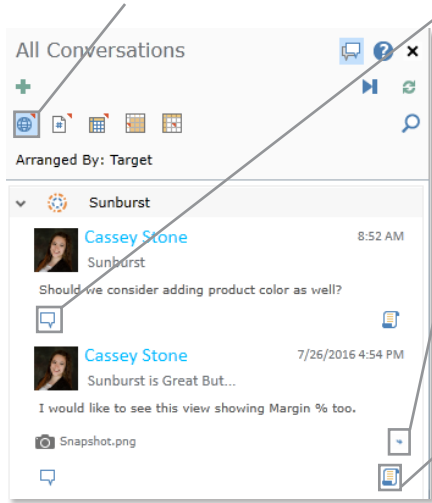 All Conversations
Arranged By: Target
Sunburst
Cassey Stone 8:52 AM
Sunburst
Should we consider adding product color as well?
Cassey Stone 7/26/2016 4:54 PM
Sunburst is Great But...
I would like to see this view showing Margin % too.
Snapshot.png